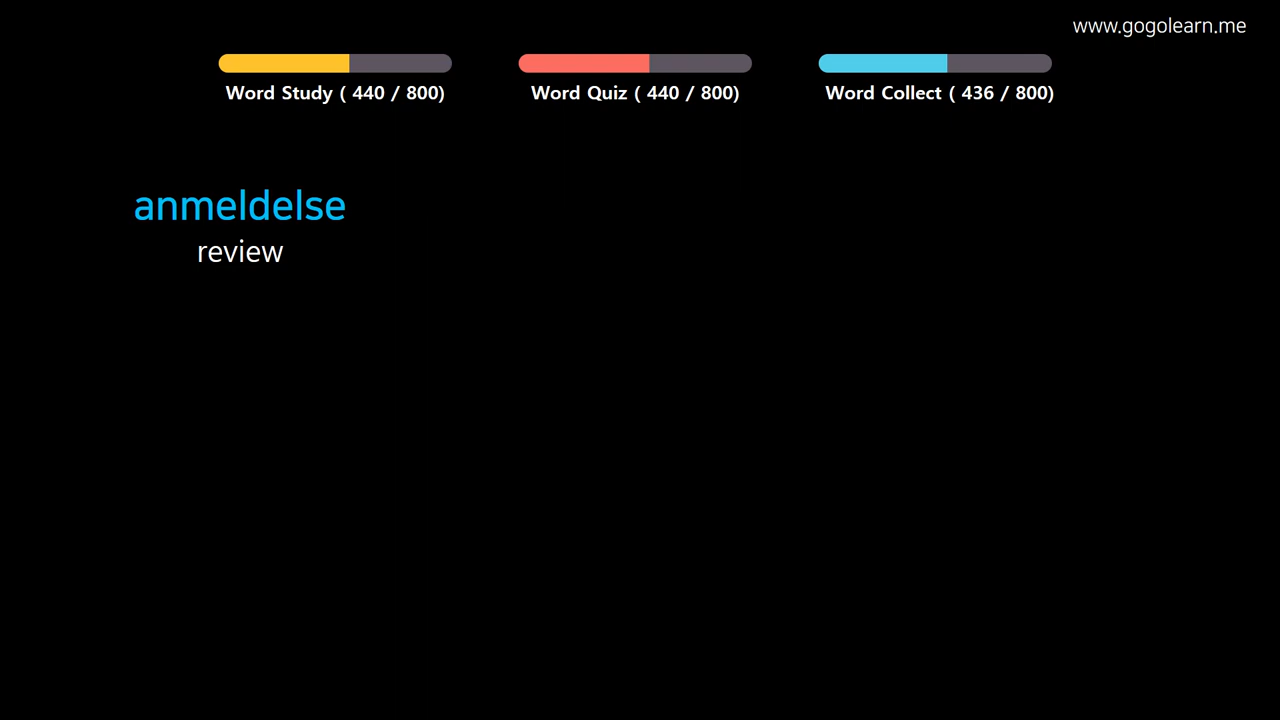 www.gogolearn.me
Word Study ( 440 / 800)
Word Quiz ( 440 / 800)
Word Collect ( 436 / 800)
anmeldelse
review